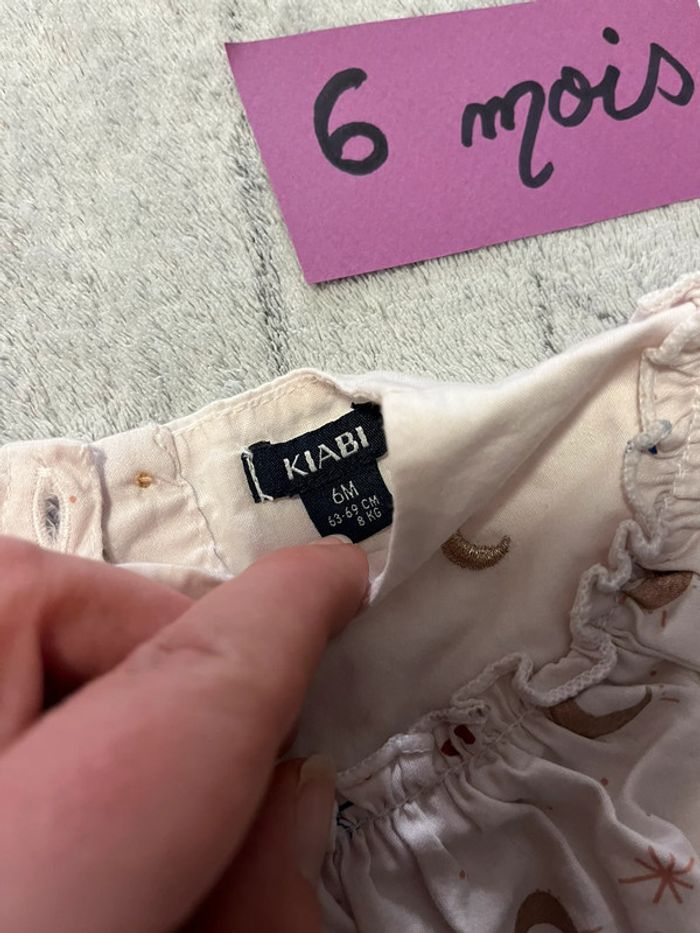 6 mois
KIABI
6M
63-69 CM
8 KG